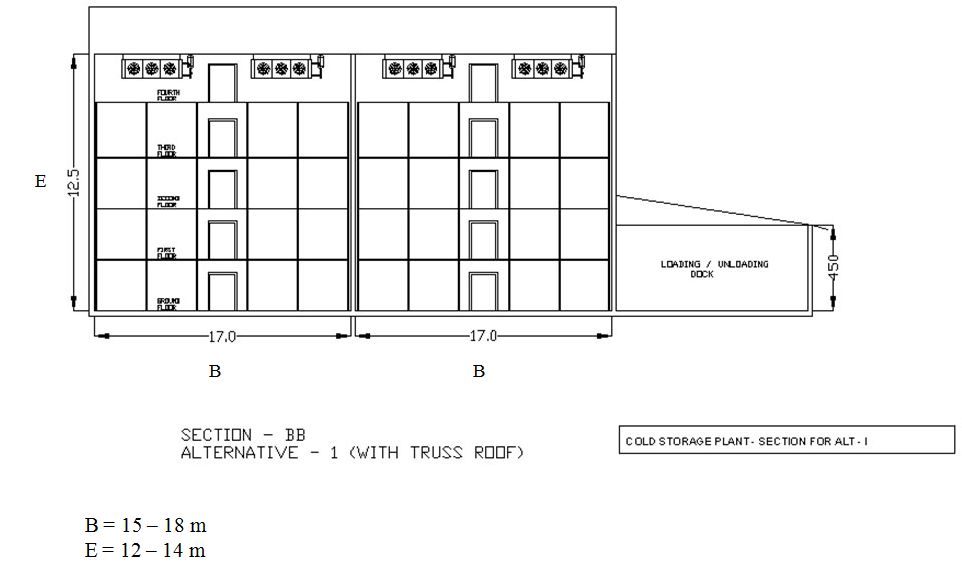 FOURTH
FLOOR
THIRD
FLOOR
SECOND
FLOOR
FIRST
FLOOR
GROUND
FLOOR
E
12.5
LOADING / UNLOADING
DOCK
450
17.0
17.0
B
B
SECTION - BB
ALTERNATIVE - 1 (WITH TRUSS ROOF)
COLD STORAGE PLANT- SECTION FOR ALT - I
B = 15 – 18 m
E = 12 – 14 m